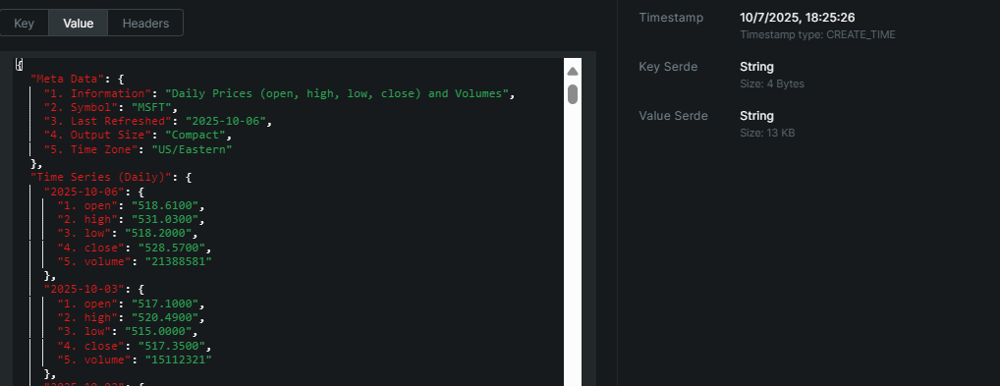 Key Value Headers
{
"Meta Data": {
"1. Information": "Daily Prices (open, high, low, close) and Volumes",
"2. Symbol": "MSFT",
"3. Last Refreshed": "2025-10-06",
"4. Output Size": "Compact",
"5. Time Zone": "US/Eastern"
},
"Time Series (Daily)": {
"2025-10-06": {
"1. open": "518.6100",
"2. high": "531.0300",
"3. low": "518.2000",
"4. close": "528.5700",
"5. volume": "21388581"
},
"2025-10-03": {
"1. open": "517.1000",
"2. high": "520.4900",
"3. low": "515.0000",
"4. close": "517.3500",
"5. volume": "15112321"
},
Timestamp 10/7/2025, 18:25:26
Timestamp type: CREATE_TIME
Key Serde String
Size: 4 Bytes
Value Serde String
Size: 13 KB